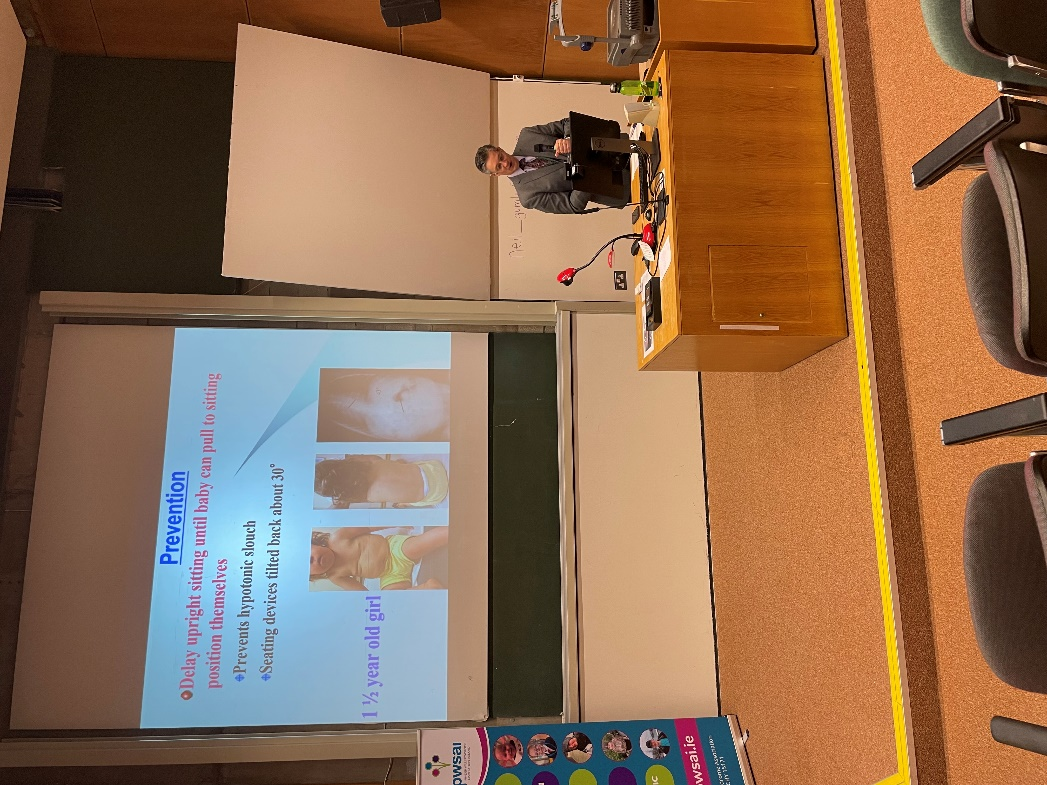 Prevention
Delay upright sitting until baby can pull to sitting
position themselves
Prevents hypotonic slouch
Seating devices tilted back about 30°
1 ½ year old girl
pwsai
wsai.ie